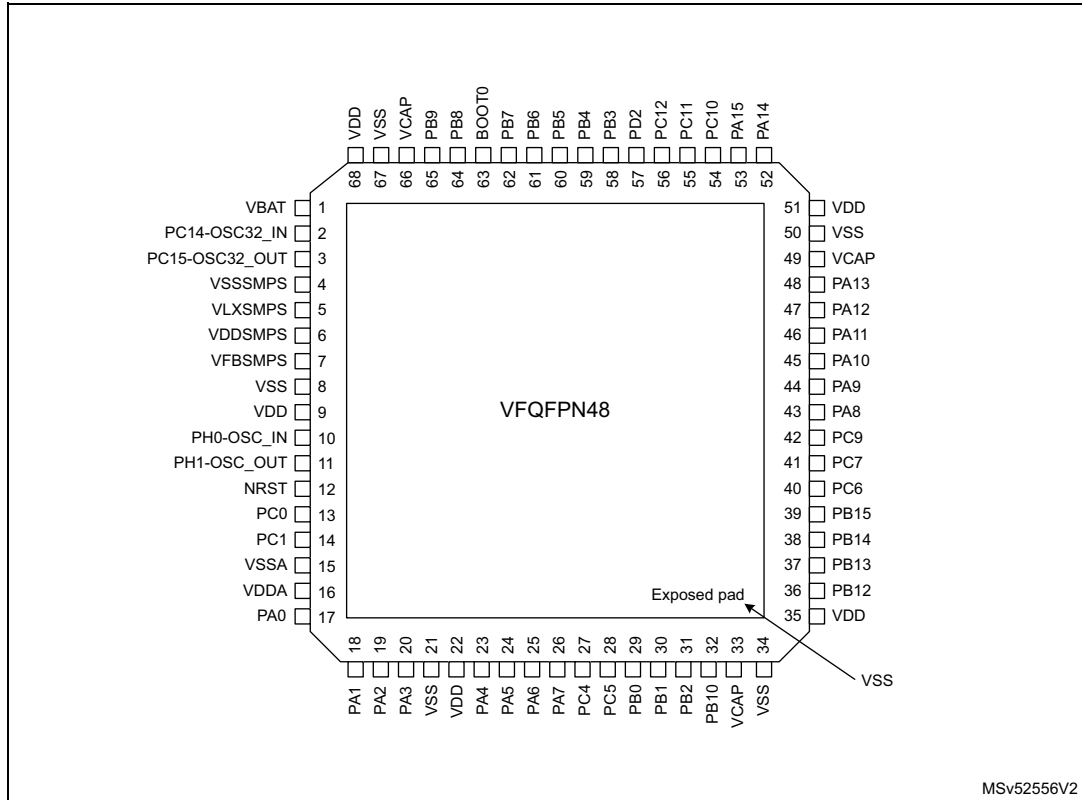 VDD
VSS
VCAP
PB9
PB8
BOOT0
PB7
PB6
PB5
PB4
PB3
PD2
PC12
PC11
PC10
PA15
PA14
68
67
66
65
64
63
62
61
60
59
58
57
56
55
54
53
52
VBAT 1
PC14-OSC32_IN 2
PC15-OSC32_OUT 3
VSSSMPS 4
VLXSMPS 5
VDDSMPS 6
VFBSMPS 7
VSS 8
VDD 9
PH0-OSC_IN 10
PH1-OSC_OUT 11
NRST 12
PC0 13
PC1 14
VSSA 15
VDDA 16
PA0 17
VFQFPN48
51 VDD
50 VSS
49 VCAP
48 PA13
47 PA12
46 PA11
45 PA10
44 PA9
43 PA8
42 PC9
41 PC7
40 PC6
39 PB15
38 PB14
37 PB13
36 PB12
35 VDD
Exposed pad
VSS
18
19
20
21
22
23
24
25
26
27
28
29
30
31
32
33
34
PA1
PA2
PA3
VSS
VDD
PA4
PA5
PA6
PA7
PC4
PC5
PB0
PB1
PB2
PB10
VCAP
VSS
MSv52556V2